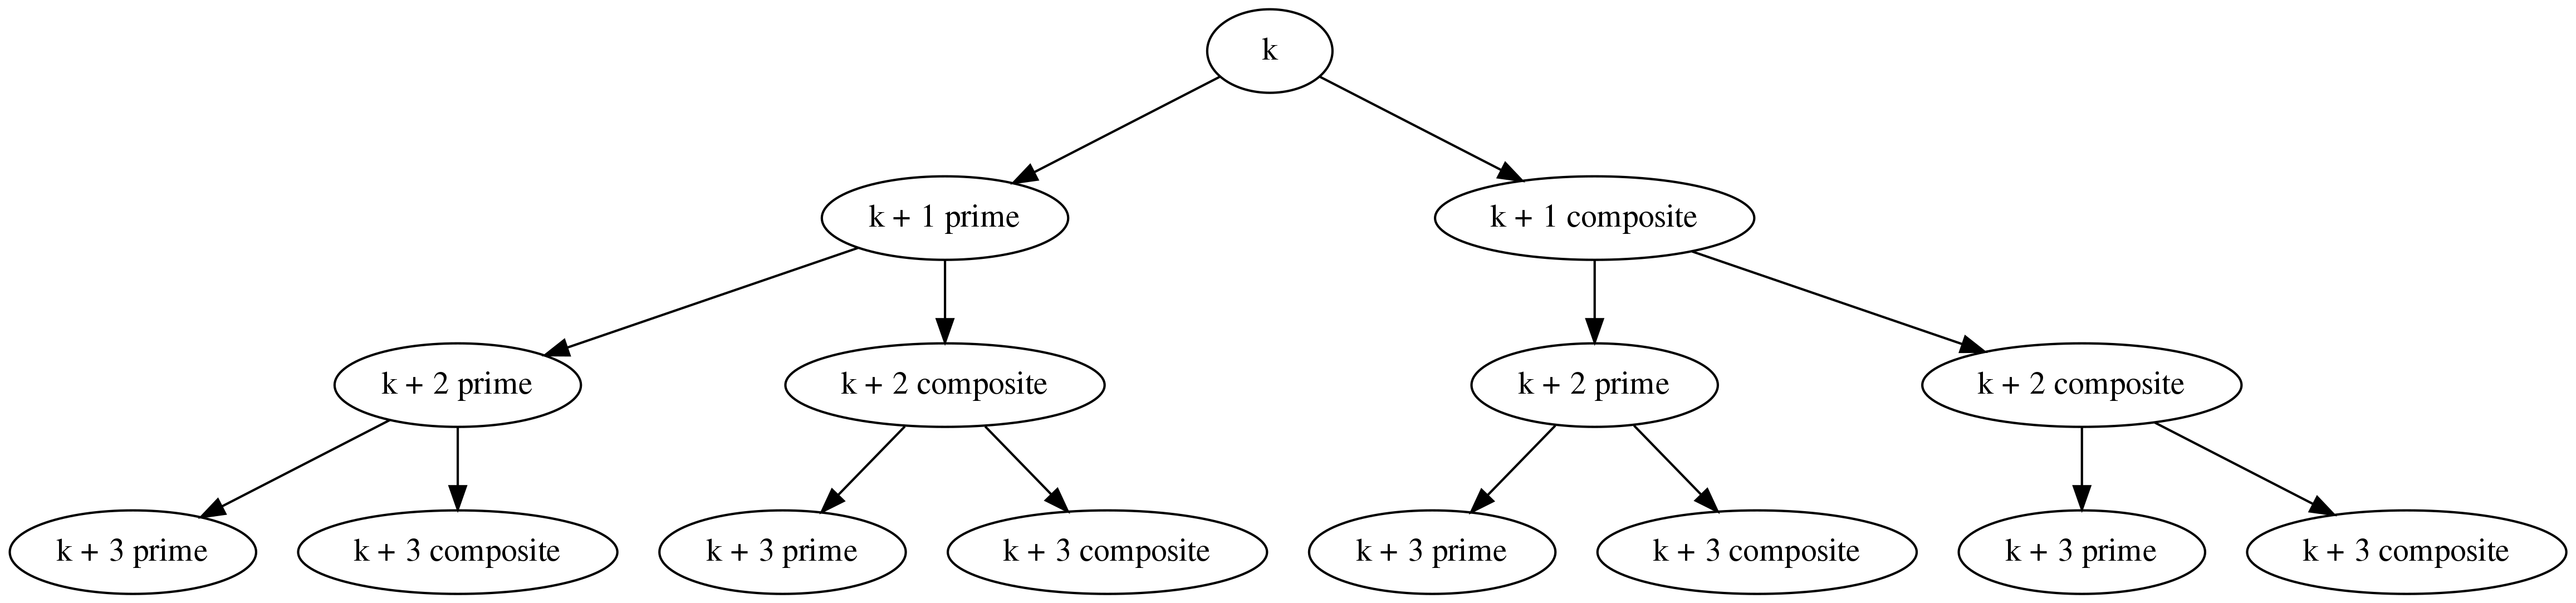 k
k + 1 prime
k + 1 composite
k + 2 prime
k + 2 composite
k + 2 prime
k + 2 composite
k + 3 prime
k + 3 composite
k + 3 prime
k + 3 composite
k + 3 prime
k + 3 composite
k + 3 prime
k + 3 composite